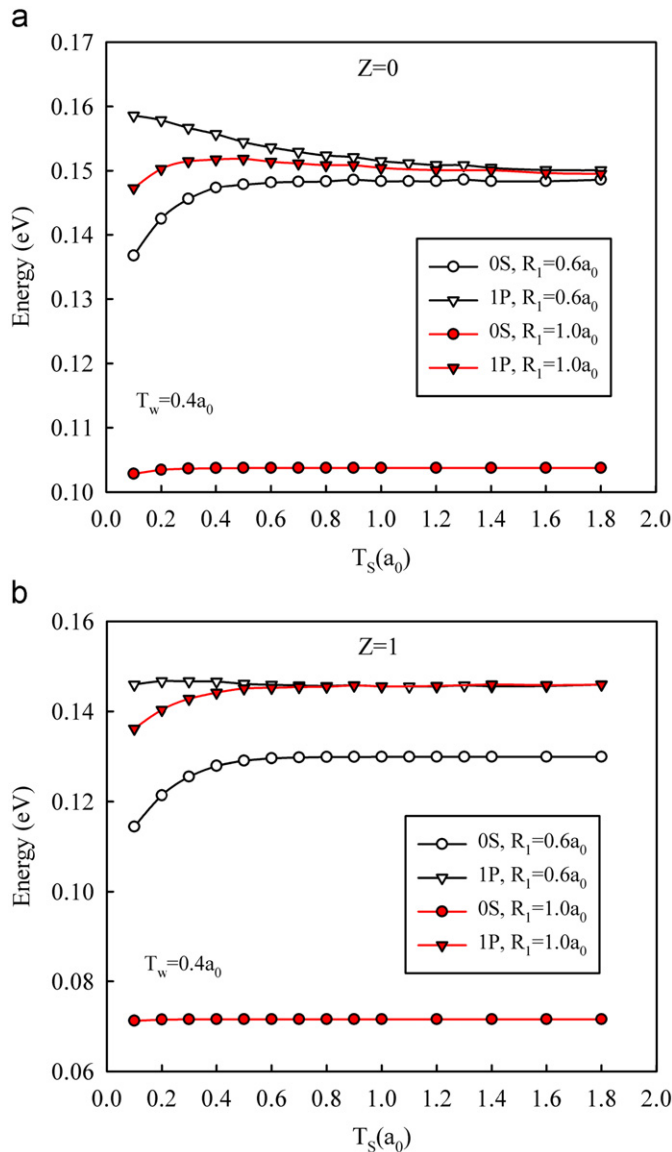 a
Z=0
0.17
0.16
0.15
0.14
0.13
0.12
0.11
0.10
Energy (eV)
0S, R₁=0.6a₀
1P, R₁=0.6a₀
0S, R₁=1.0a₀
1P, R₁=1.0a₀
T_w=0.4a₀
0.0 0.2 0.4 0.6 0.8 1.0 1.2 1.4 1.6 1.8 2.0
T_S(a₀)
b
Z=1
0.16
0.14
0.12
0.10
0.08
0.06
Energy (eV)
0S, R₁=0.6a₀
1P, R₁=0.6a₀
0S, R₁=1.0a₀
1P, R₁=1.0a₀
T_w=0.4a₀
0.0 0.2 0.4 0.6 0.8 1.0 1.2 1.4 1.6 1.8 2.0
T_S(a₀)